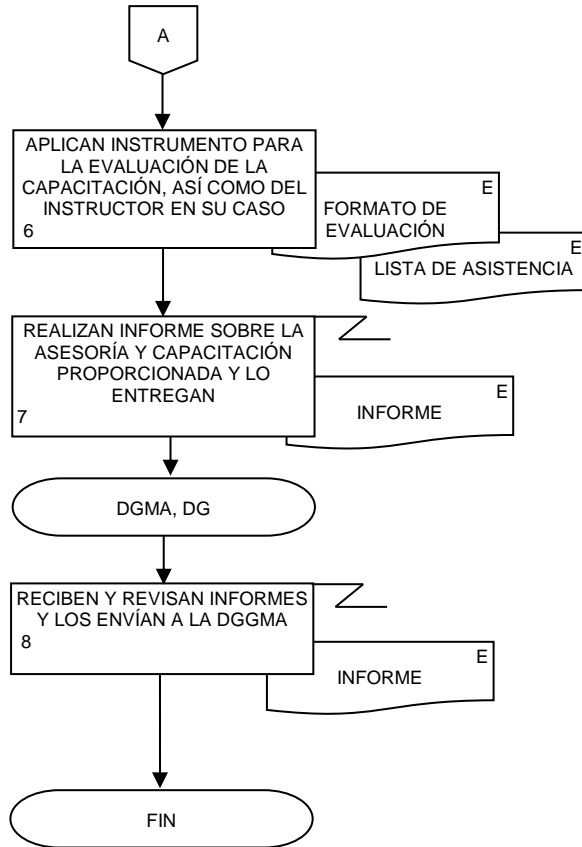 A
APLICAN INSTRUMENTO PARA
LA EVALUACIÓN DE LA
CAPACITACIÓN, ASÍ COMO DEL
INSTRUCTOR EN SU CASO
6
E
FORMATO DE
EVALUACIÓN
E
LISTA DE ASISTENCIA
REALIZAN INFORME SOBRE LA
ASESORÍA Y CAPACITACIÓN
PROPORCIONADA Y LO
ENTREGAN
7
E
INFORME
DGMA, DG
RECIBEN Y REVISAN INFORMES
Y LOS ENVÍAN A LA DGGMA
8
E
INFORME
FIN